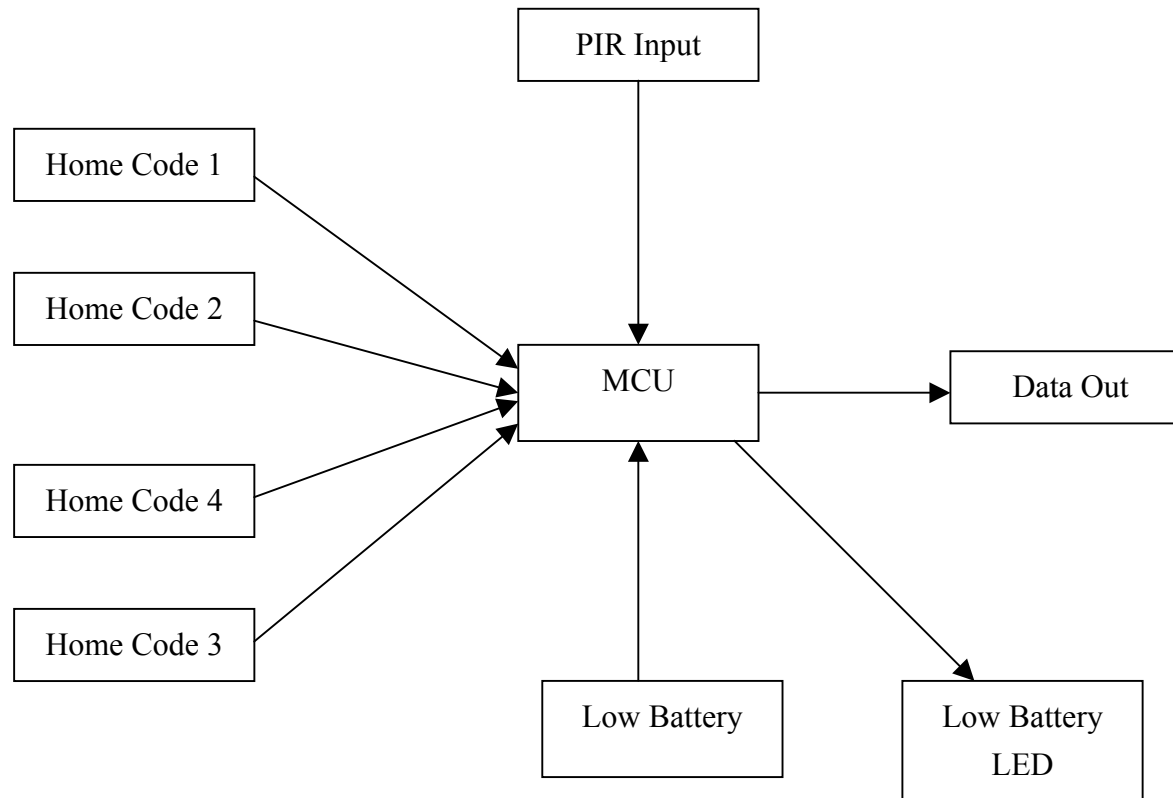 PIR Input
Home Code 1
Home Code 2
MCU
Data Out
Home Code 4
Home Code 3
Low Battery
Low Battery
LED